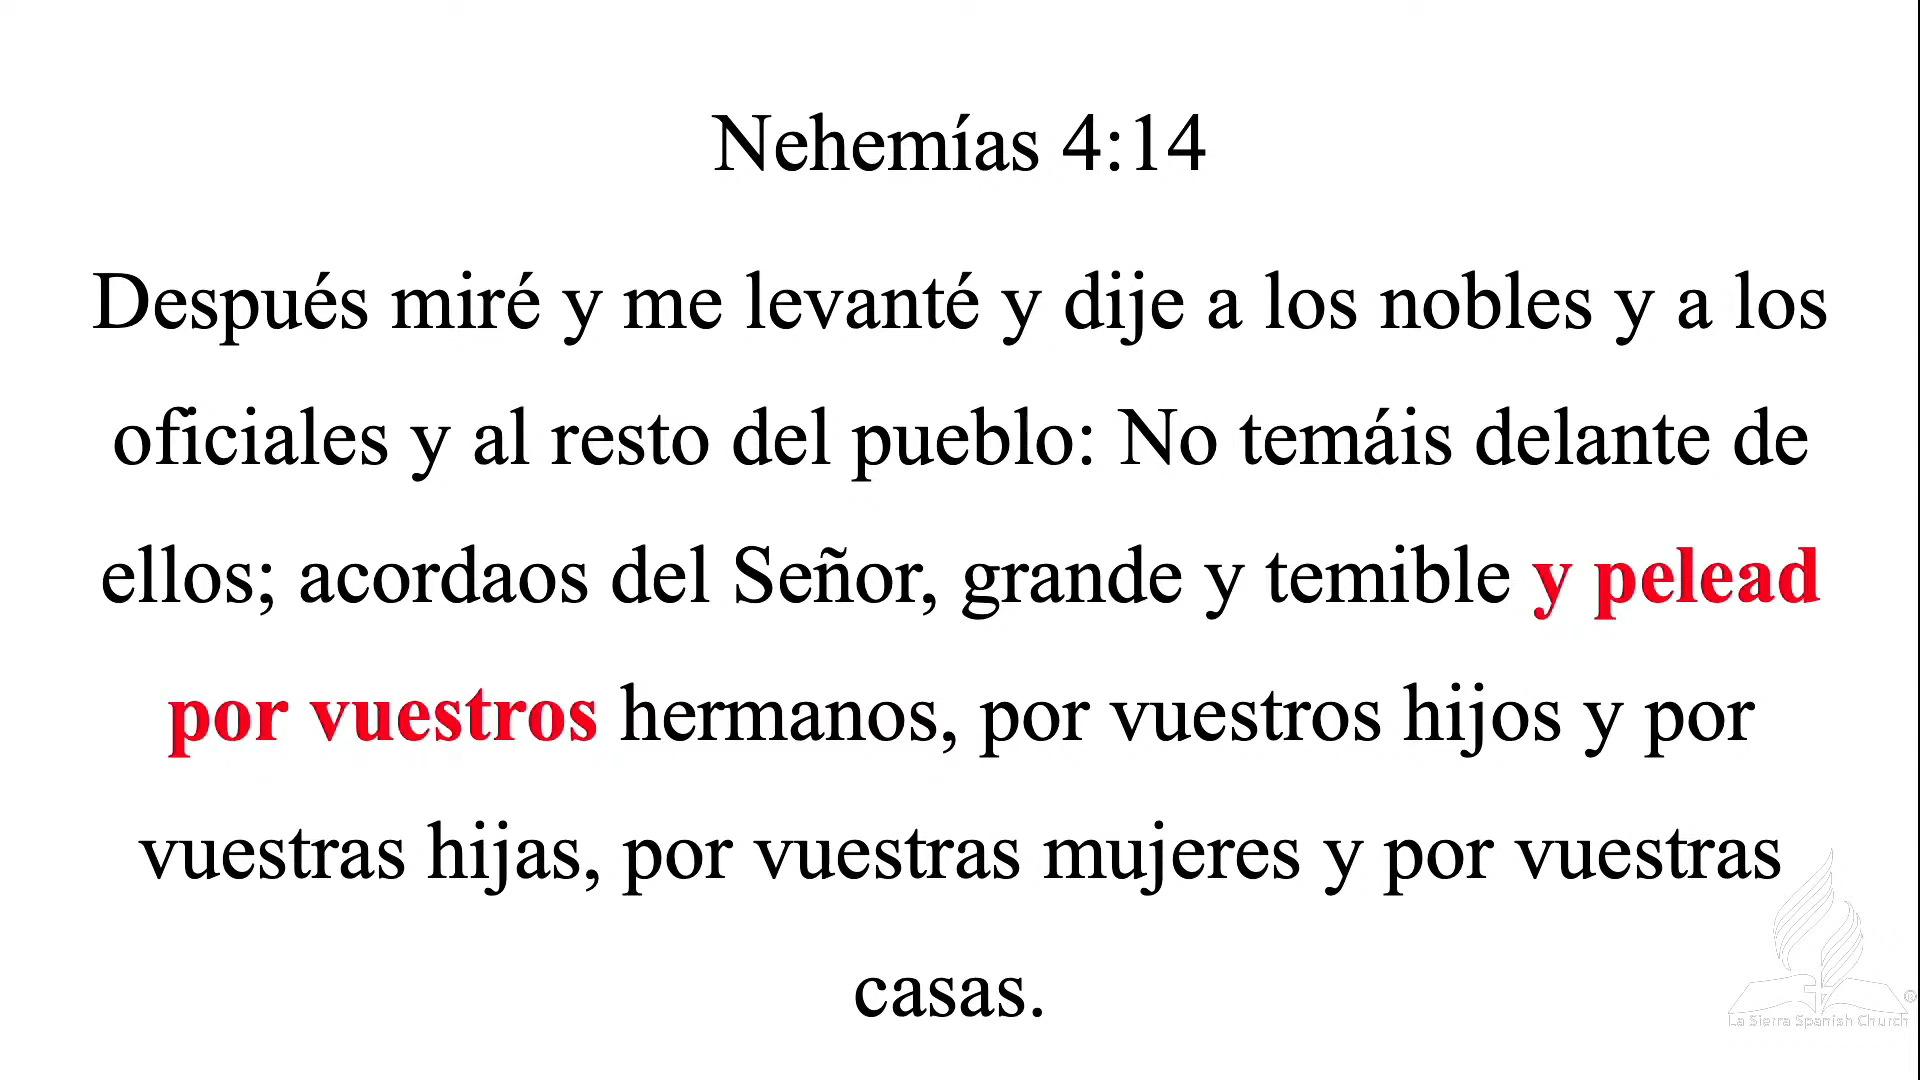 Nehemías 4:14
Después miré y me levanté y dije a los nobles y a los
oficiales y al resto del pueblo: No temáis delante de
ellos; acordaos del Señor, grande y temible y pelead
por vuestros hermanos, por vuestros hijos y por
vuestras hijas, por vuestras mujeres y por vuestras
casas.
®
La Sierra Spanish Church